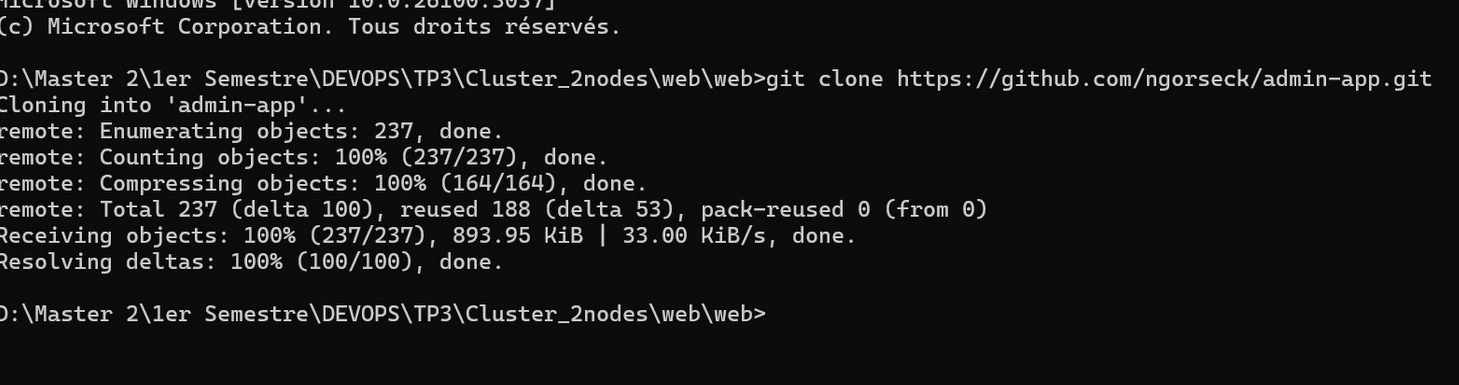 Microsoft Windows [version 10.0.26100.3037]
(c) Microsoft Corporation. Tous droits réservés.
D:\Master 2\1er Semestre\DEVOPS\TP3\Cluster_2nodes\web\web>git clone https://github.com/ngorseck/admin-app.git
Cloning into 'admin-app'...
remote: Enumerating objects: 237, done.
remote: Counting objects: 100% (237/237), done.
remote: Compressing objects: 100% (164/164), done.
remote: Total 237 (delta 100), reused 188 (delta 53), pack-reused 0 (from 0)
Receiving objects: 100% (237/237), 893.95 KiB | 33.00 KiB/s, done.
Resolving deltas: 100% (100/100), done.
D:\Master 2\1er Semestre\DEVOPS\TP3\Cluster_2nodes\web\web>